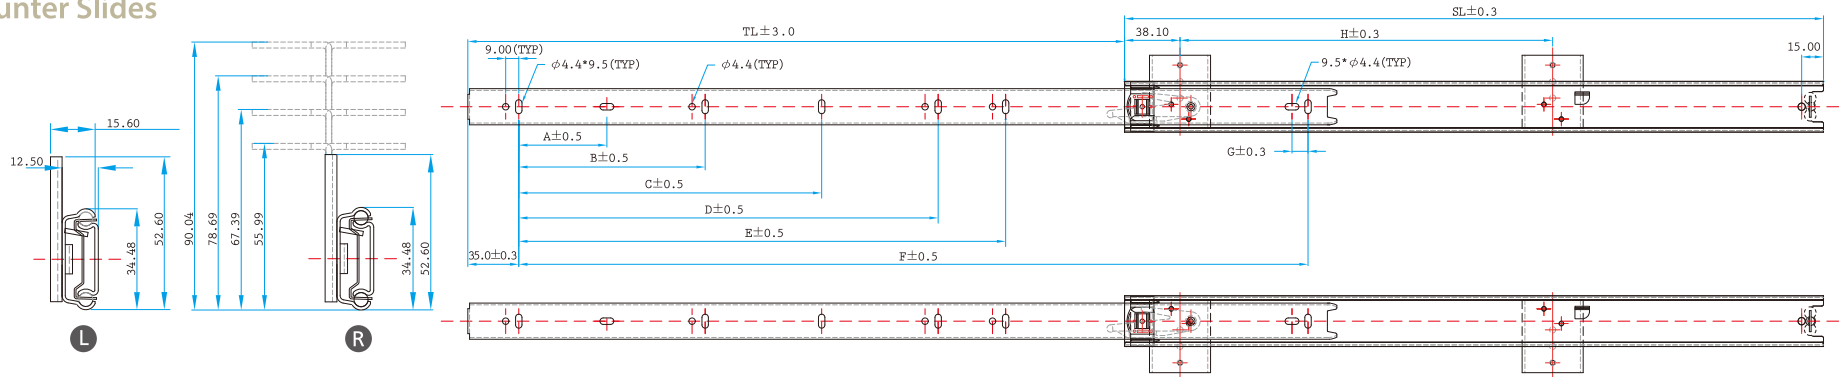 unter Slides
SL±0.3
TL±3.0
38.10
H±0.3
9.00(TYP)
15.00
ϕ4.4*9.5(TYP)
ϕ4.4(TYP)
9.5*ϕ4.4(TYP)
15.60
A±0.5
12.50
B±0.5
G±0.3
C±0.5
D±0.5
90.04
78.69
67.39
55.99
52.60
34.48
34.48
52.60
E±0.5
35.0±0.3
F±0.5
L
R